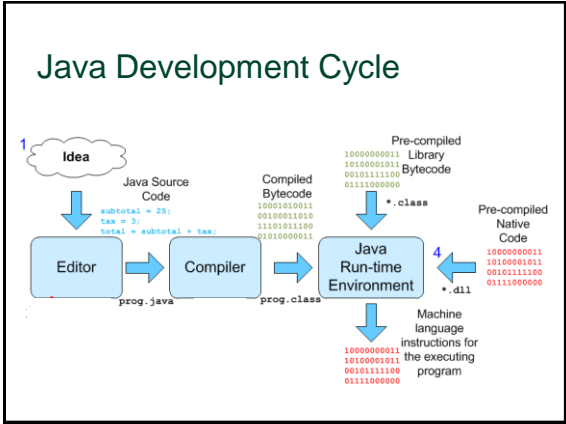 Java Development Cycle
1
Idea
Java Source
Code
subtotal = 25;
tax = 3;
total = subtotal + tax;
Editor
prog.java
Compiler
Compiled
Bytecode
10001010011
00100011010
11101011100
01010000011
prog.class
Pre-compiled
Library
Bytecode
10000000011
10100001011
00101111100
01111000000
*.class
Java
Run-time
Environment
4
Pre-compiled
Native
Code
10000000011
10100001011
00101111100
01111000000
*.dll
Machine
language
instructions for
the executing
program
10000000011
10100001011
00101111100
01111000000